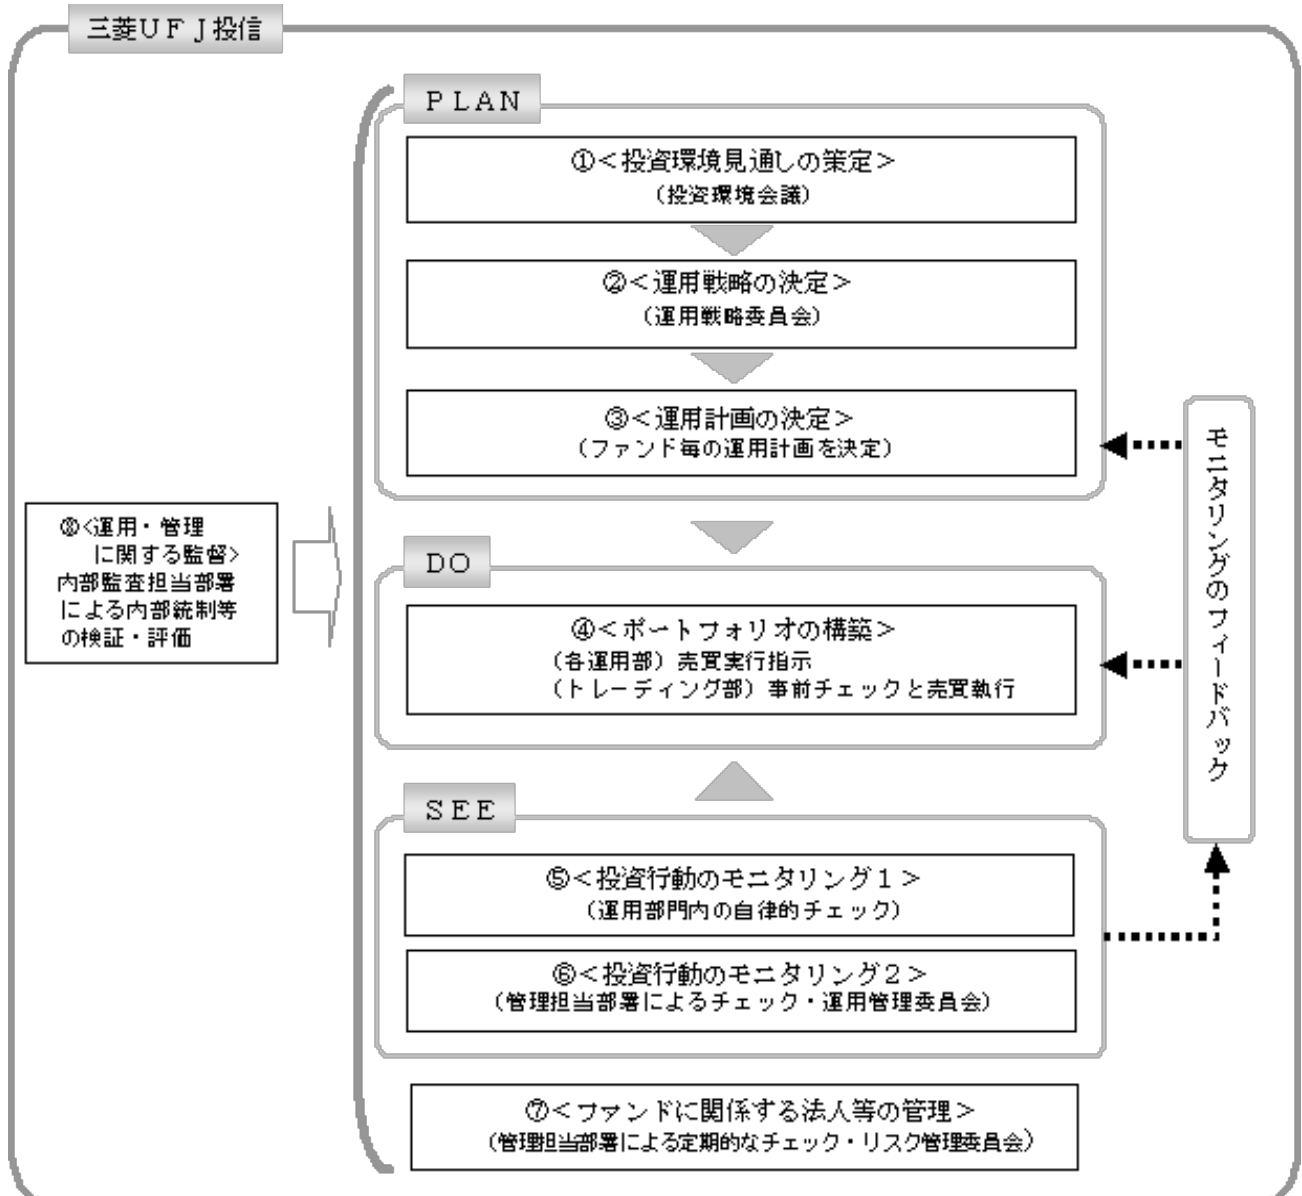 三菱ＵＦＪ投信
ＰＬＡＮ
①＜投資環境見通しの策定＞
（投資環境会議）
②＜運用戦略の決定＞
（運用戦略委員会）
③＜運用計画の決定＞
（ファンド毎の運用計画を決定）
⑧<運用・管理
に関する監督>
内部監査担当部署
による内部統制等
の検証・評価
ＤＯ
④＜ポートフォリオの構築＞
（各運用部）売買実行指示
（トレーディング部）事前チェックと売買執行
モニタリングのフィードバック
ＳＥＥ
⑤＜投資行動のモニタリング１＞
（運用部門内の自律的チェック）
⑥＜投資行動のモニタリング２＞
（管理担当部署によるチェック・運用管理委員会）
⑦＜ファンドに関係する法人等の管理＞
（管理担当部署による定期的なチェック・リスク管理委員会）